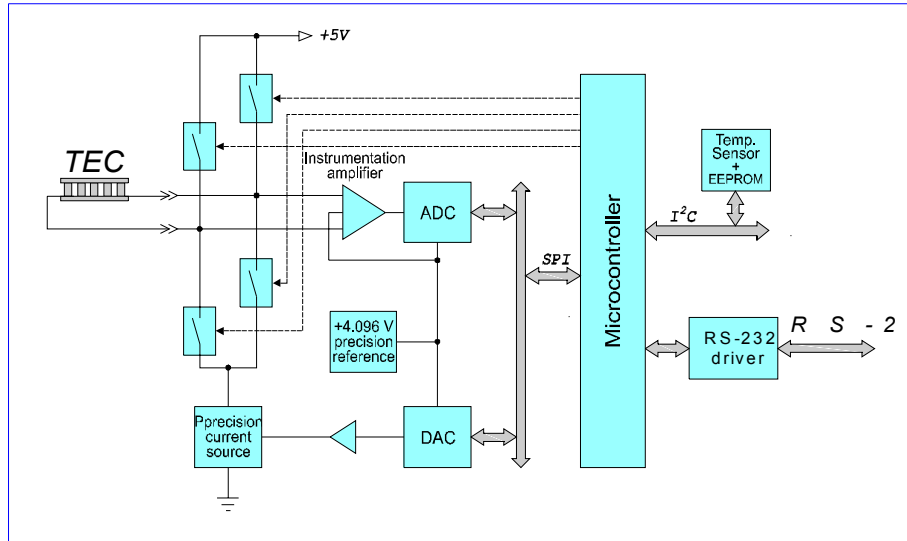 +5V
TEC
Instrumentation
amplifier
ADC
Temp.
Sensor
+
EEPROM
I²C
SPI
Microcontroller
+4.096 V
precision
reference
RS-232
driver
R S - 2
Pprecision
current
source
DAC